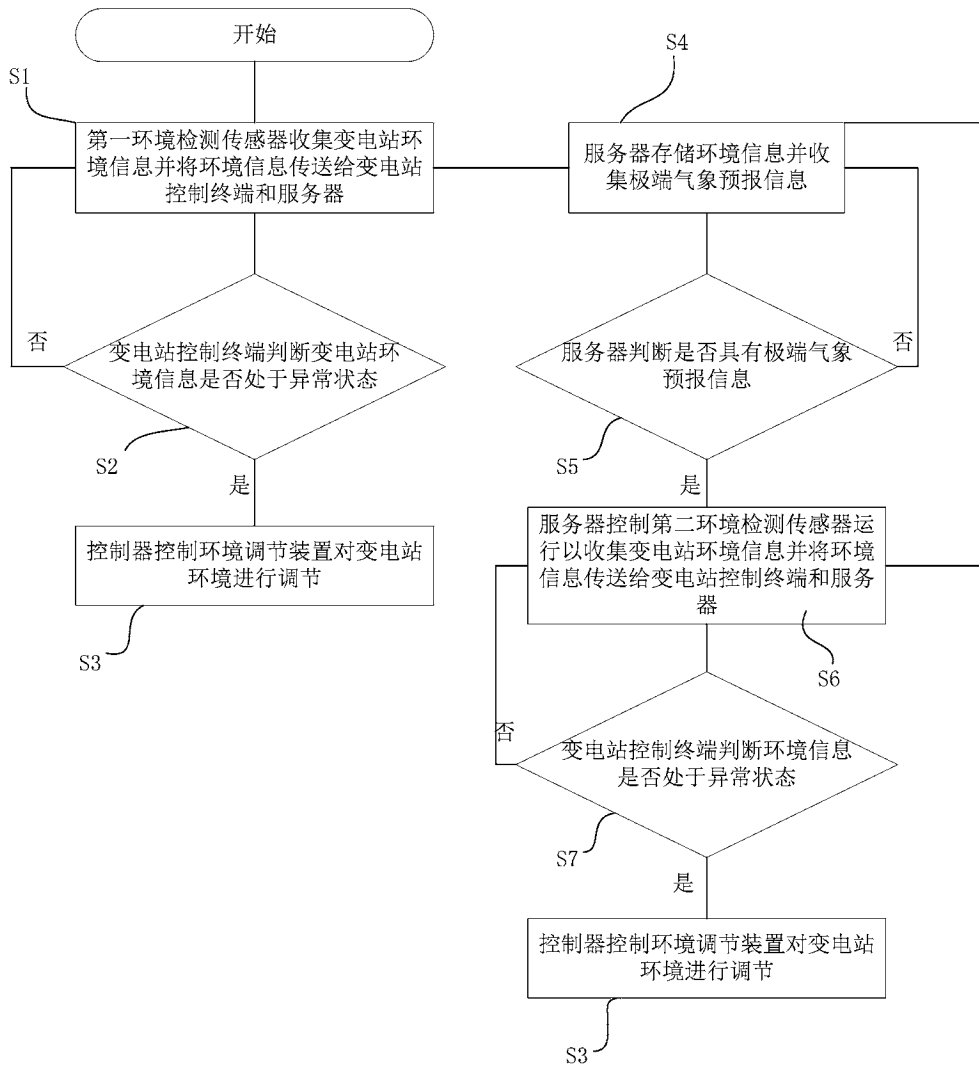 开始
S1
第一环境检测传感器收集变电站环
境信息并将环境信息传送给变电站
控制终端和服务器
S4
服务器存储环境信息并收
集极端气象预报信息
否
变电站控制终端判断变电站环
境信息是否处于异常状态
S2
是
控制器控制环境调节装置对变电站
环境进行调节
S3
服务器判断是否具有极端气象
预报信息
否
S5
是
服务器控制第二环境检测传感器运
行以收集变电站环境信息并将环境
信息传送给变电站控制终端和服务
器
S6
否
变电站控制终端判断环境信息
是否处于异常状态
S7
是
控制器控制环境调节装置对变电站
环境进行调节
S3